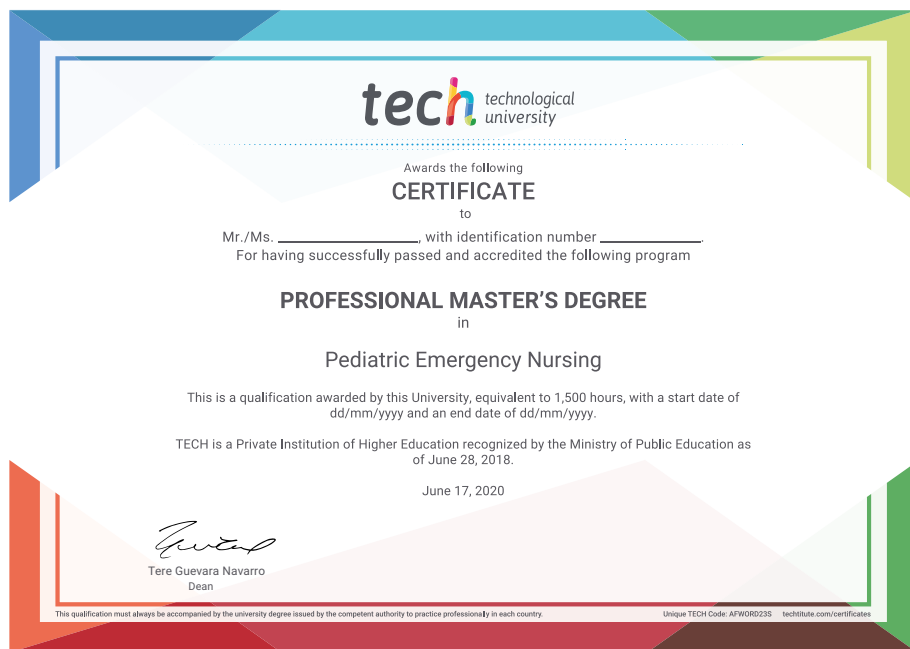 tech technological
university
Awards the following
CERTIFICATE
to
Mr./Ms. ____________________, with identification number ______________.
For having successfully passed and accredited the following program
PROFESSIONAL MASTER'S DEGREE
in
Pediatric Emergency Nursing
This is a qualification awarded by this University, equivalent to 1,500 hours, with a start date of
dd/mm/yyyy and an end date of dd/mm/yyyy.
TECH is a Private Institution of Higher Education recognized by the Ministry of Public Education as
of June 28, 2018.
June 17, 2020
Tere Guevara Navarro
Dean
This qualification must always be accompanied by the university degree issued by the competent authority to practice professionally in each country. Unique TECH Code: AFWORD23S techtitute.com/certificates